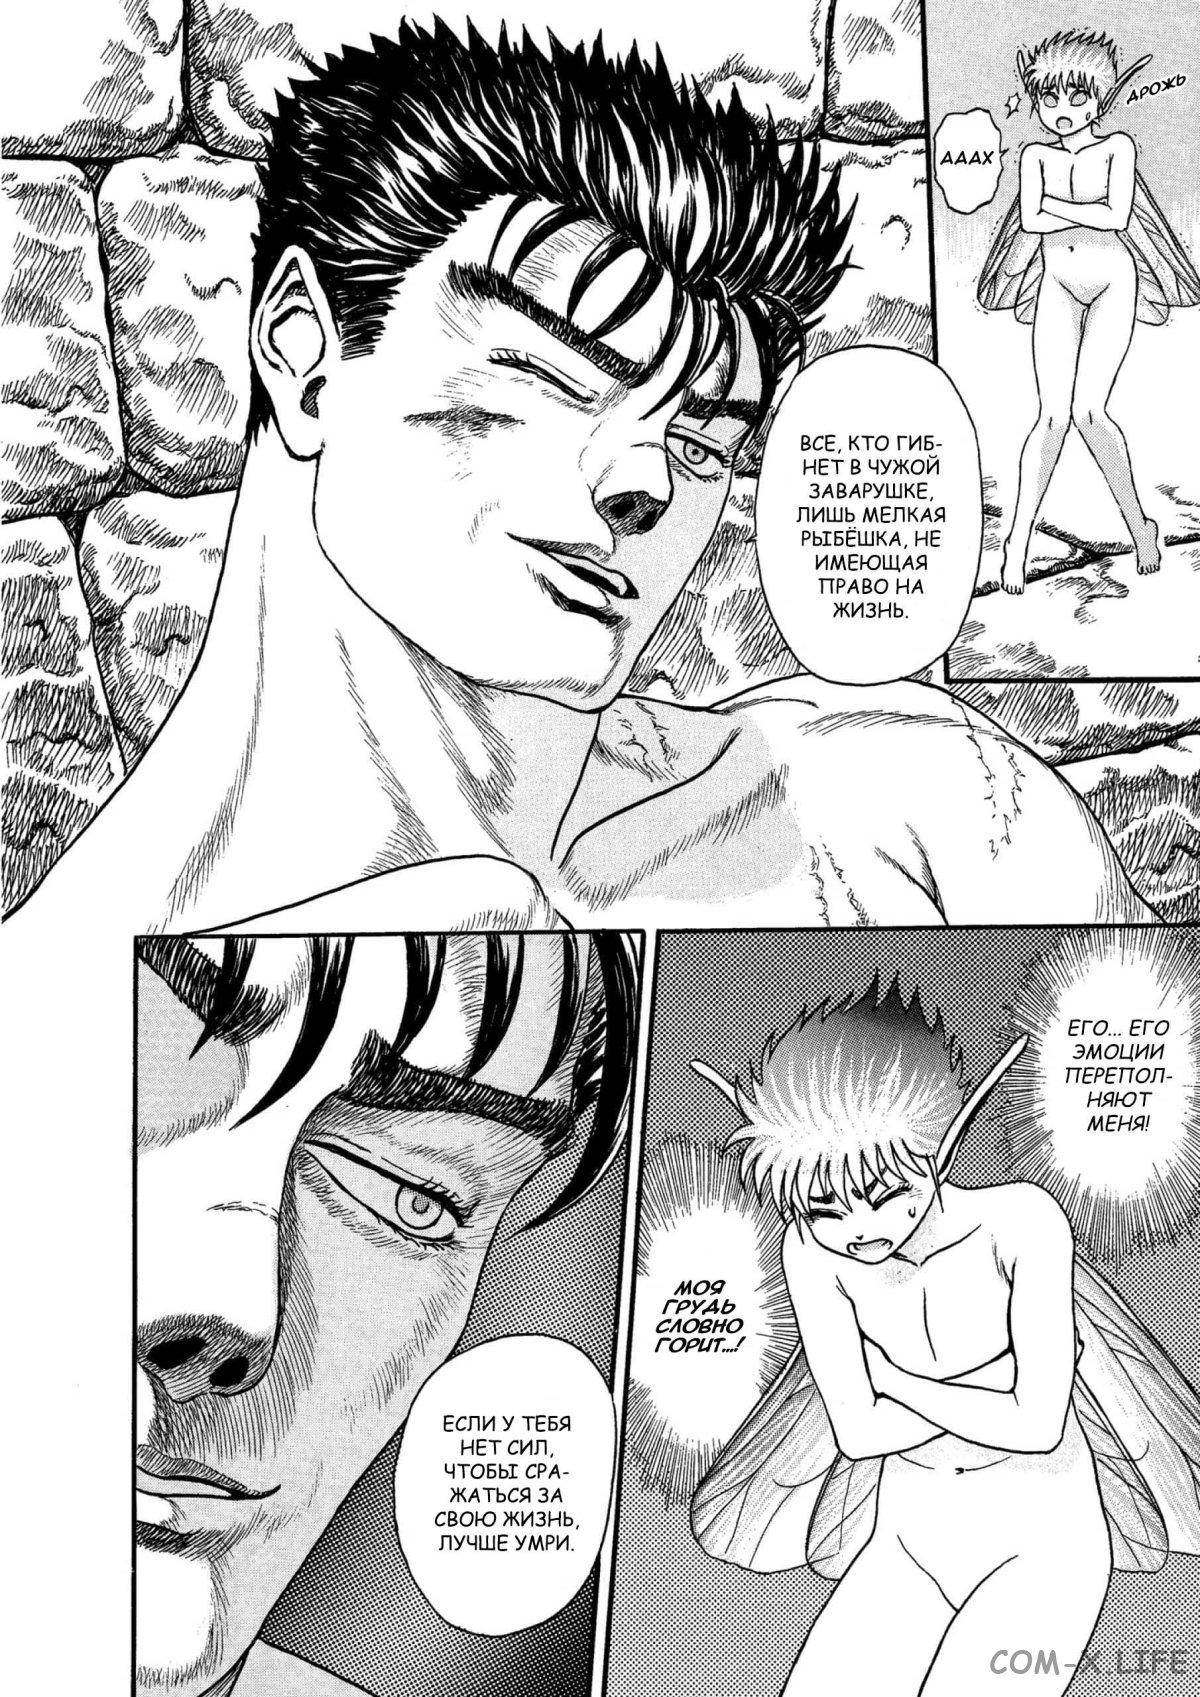 ДРОЖЬ
АААХ
ВСЕ, КТО ГИБ-
НЕТ В ЧУЖОЙ
ЗАВАРУШКЕ,
ЛИШЬ МЕЛКАЯ
РЫБЁШКА, НЕ
ИМЕЮЩАЯ
ПРАВО НА
ЖИЗНЬ.
ЕГО... ЕГО
ЭМОЦИИ
ПЕРЕПОЛ-
НЯЮТ
МЕНЯ!
МОЯ
ГРУДЬ
СЛОВНО
ГОРИТ...!
ЕСЛИ У ТЕБЯ
НЕТ СИЛ,
ЧТОБЫ СРА-
ЖАТЬСЯ ЗА
СВОЮ ЖИЗНЬ,
ЛУЧШЕ УМРИ.
COM-X.LIFE